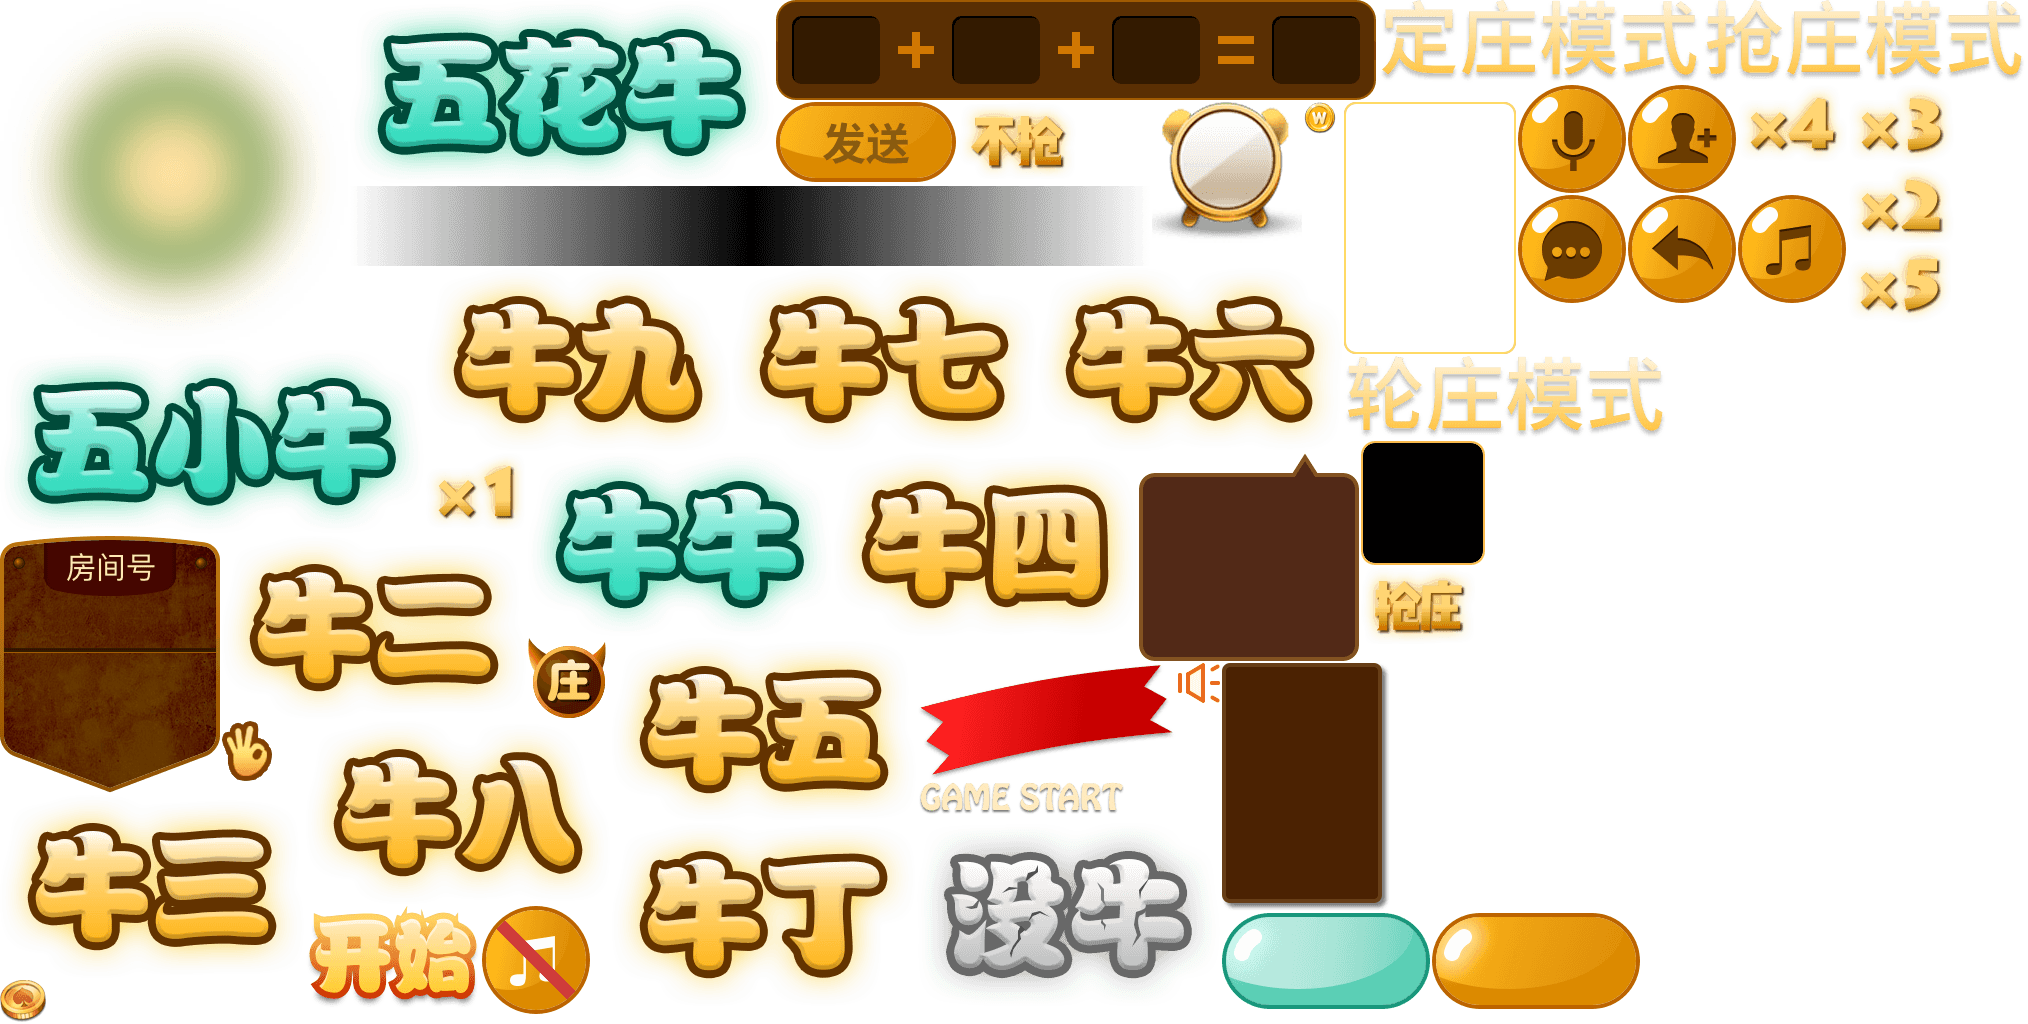 五花牛
+ + =
定庄模式
抢庄模式
发送
不抢
W
×4
×3
×2
×5
牛九
牛七
牛六
轮庄模式
五小牛
×1
牛牛
牛四
房间号
牛二
抢庄
庄
牛五
牛八
GAME START
牛三
牛丁
没牛
开始